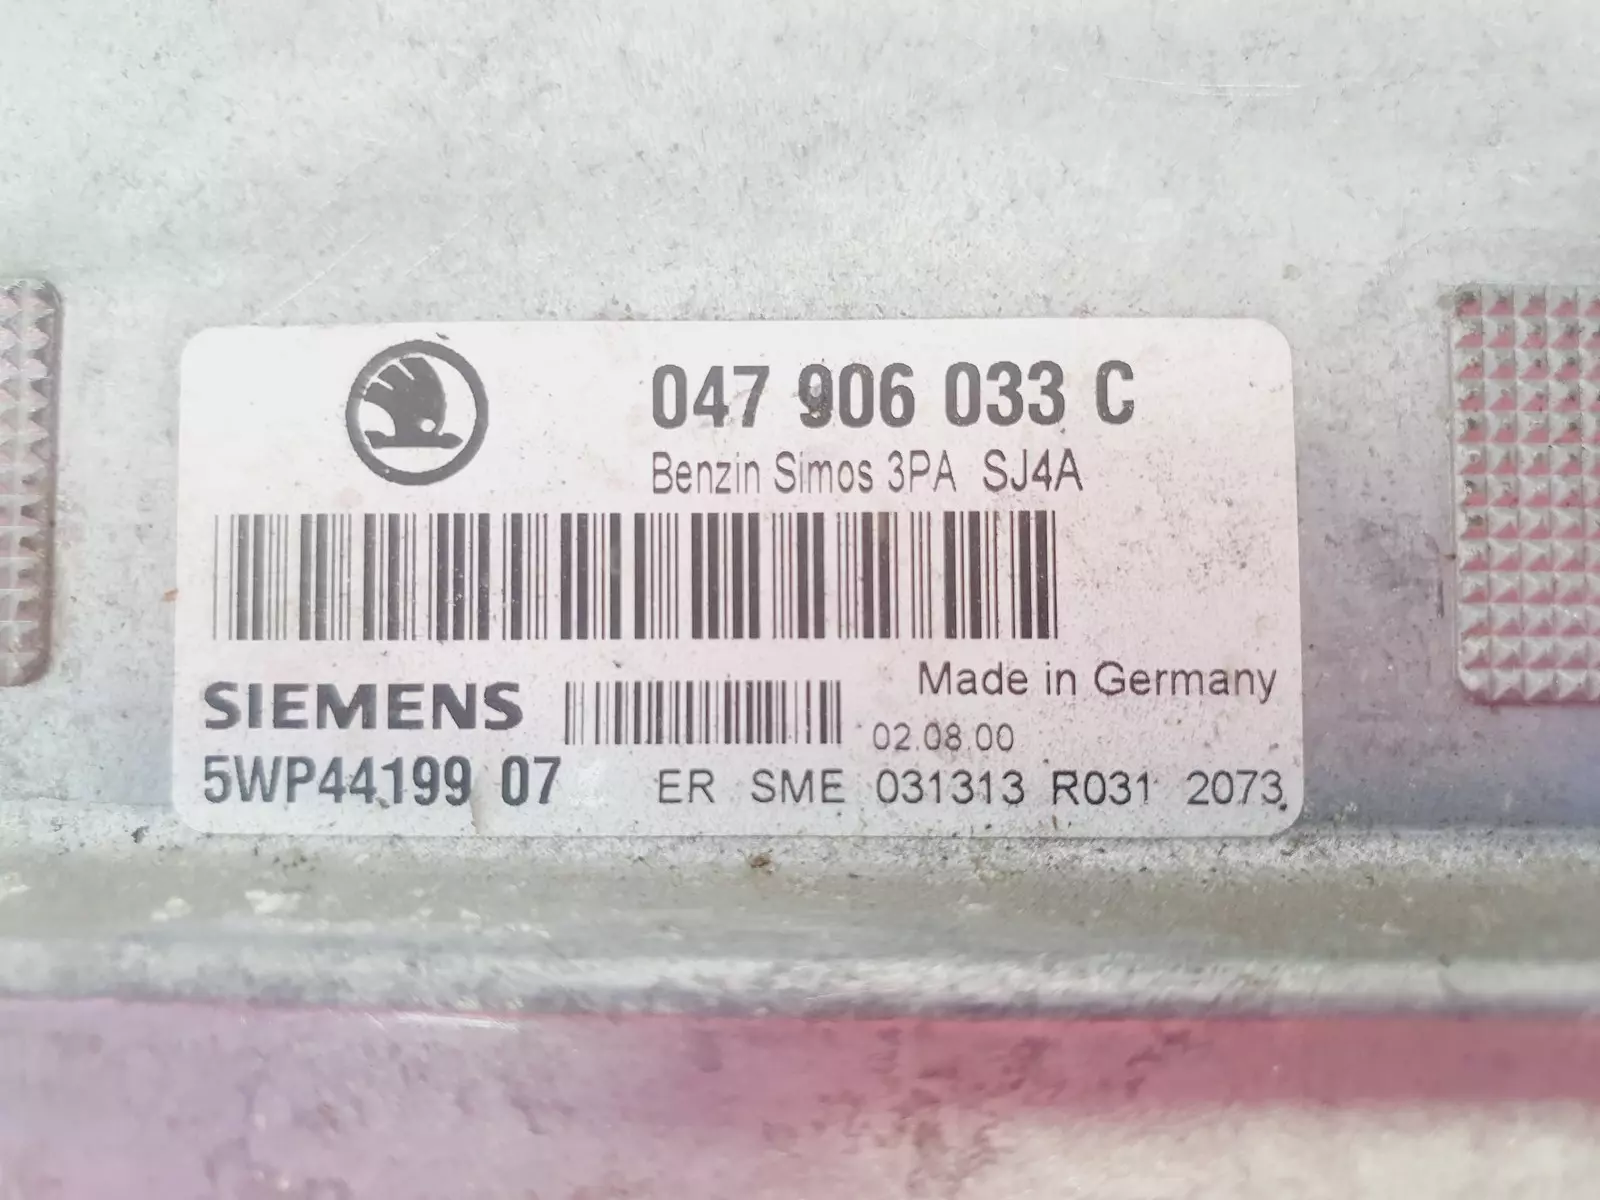 047 906 033 C
Benzin Simos 3PA SJ4A
Made in Germany
SIEMENS
02.08.00
5WP44199 07 ER SME 031313 R031 2073